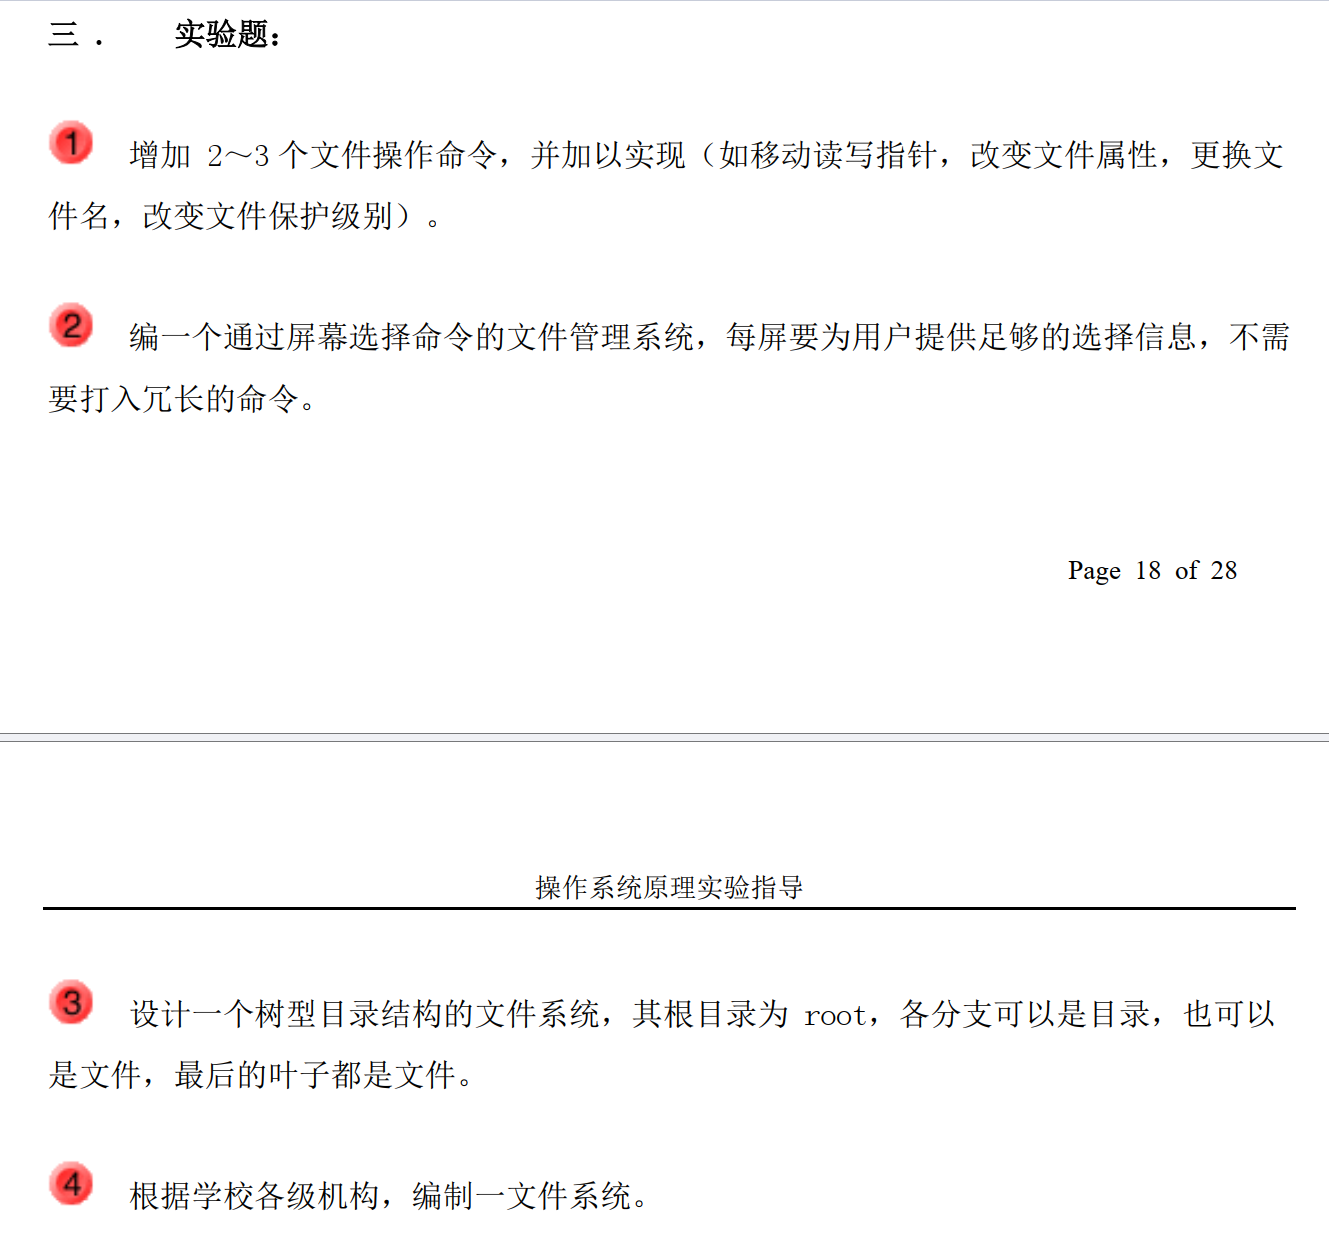 三． 实验题：
1 增加 2～3 个文件操作命令，并加以实现（如移动读写指针，改变文件属性，更换文
件名，改变文件保护级别）。
2 编一个通过屏幕选择命令的文件管理系统，每屏要为用户提供足够的选择信息，不需
要打入冗长的命令。
Page 18 of 28
操作系统原理实验指导
3 设计一个树型目录结构的文件系统，其根目录为 root，各分支可以是目录，也可以
是文件，最后的叶子都是文件。
4 根据学校各级机构，编制一文件系统。